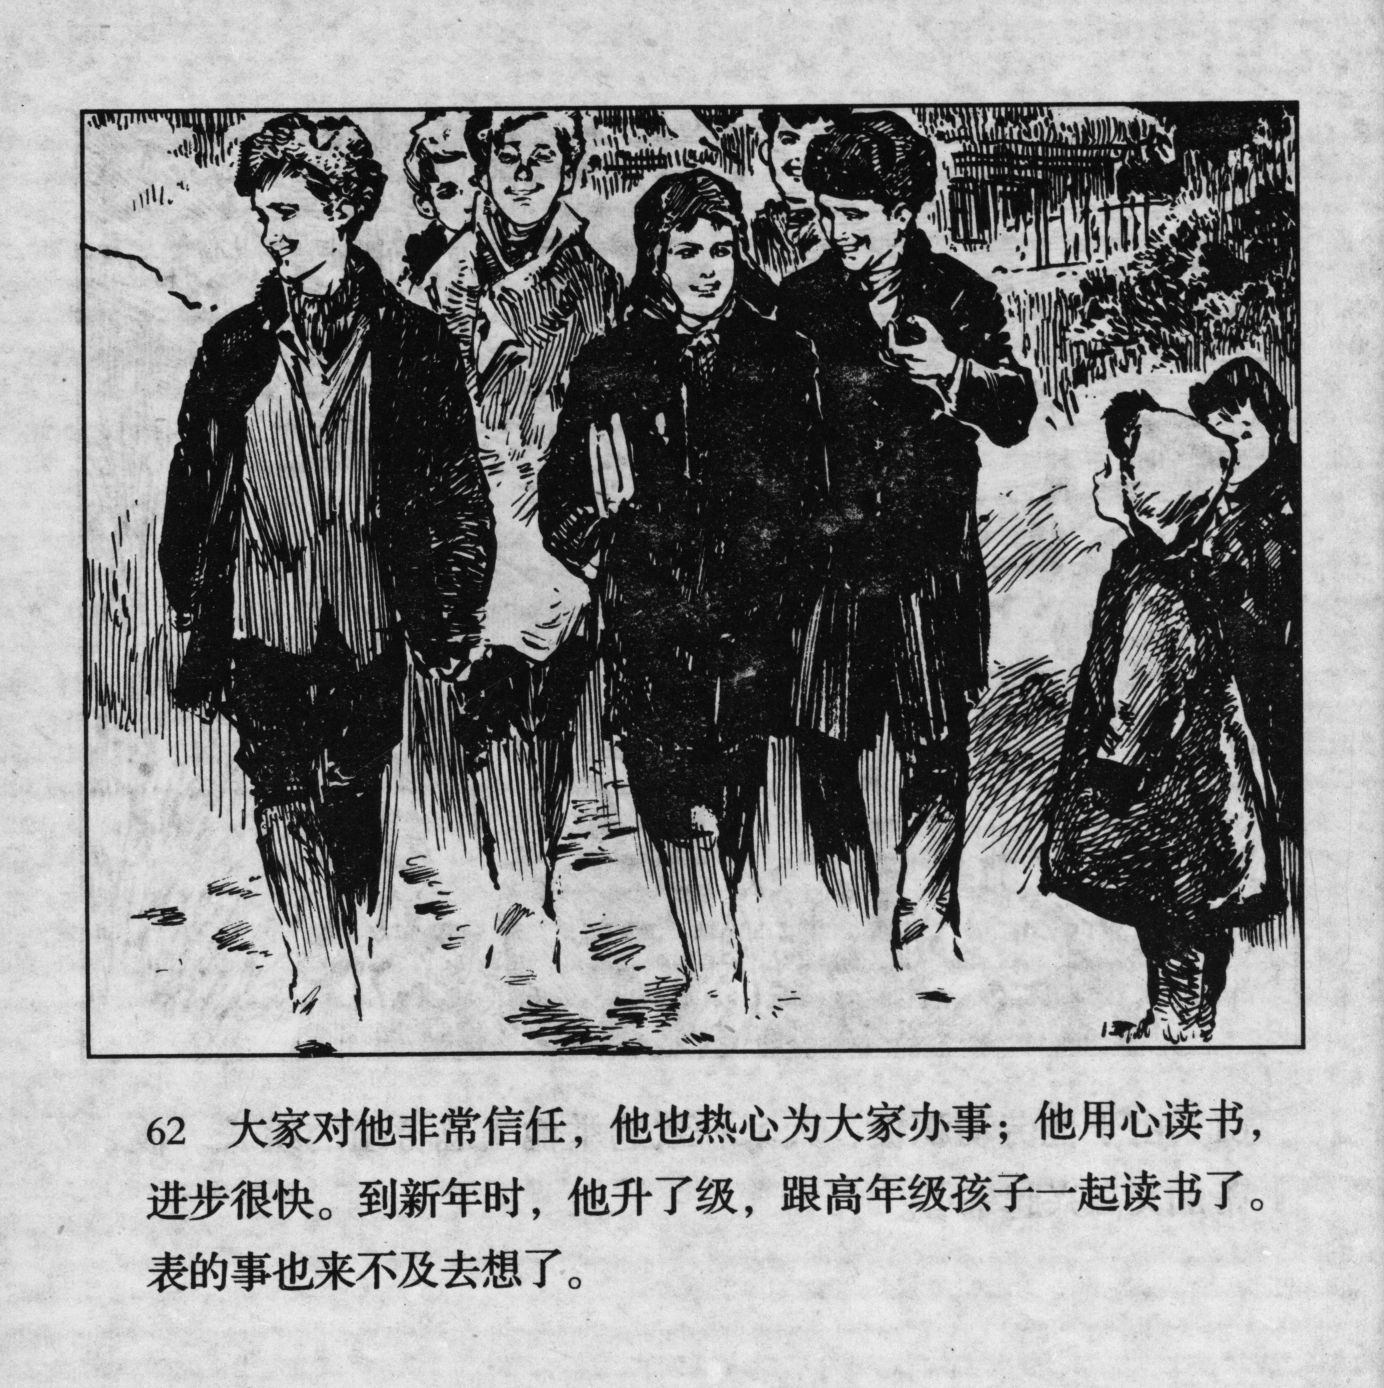 62 大家对他非常信任，他也热心为大家办事；他用心读书，
进步很快。到新年时，他升了级，跟高年级孩子一起读书了。
表的事也来不及去想了。